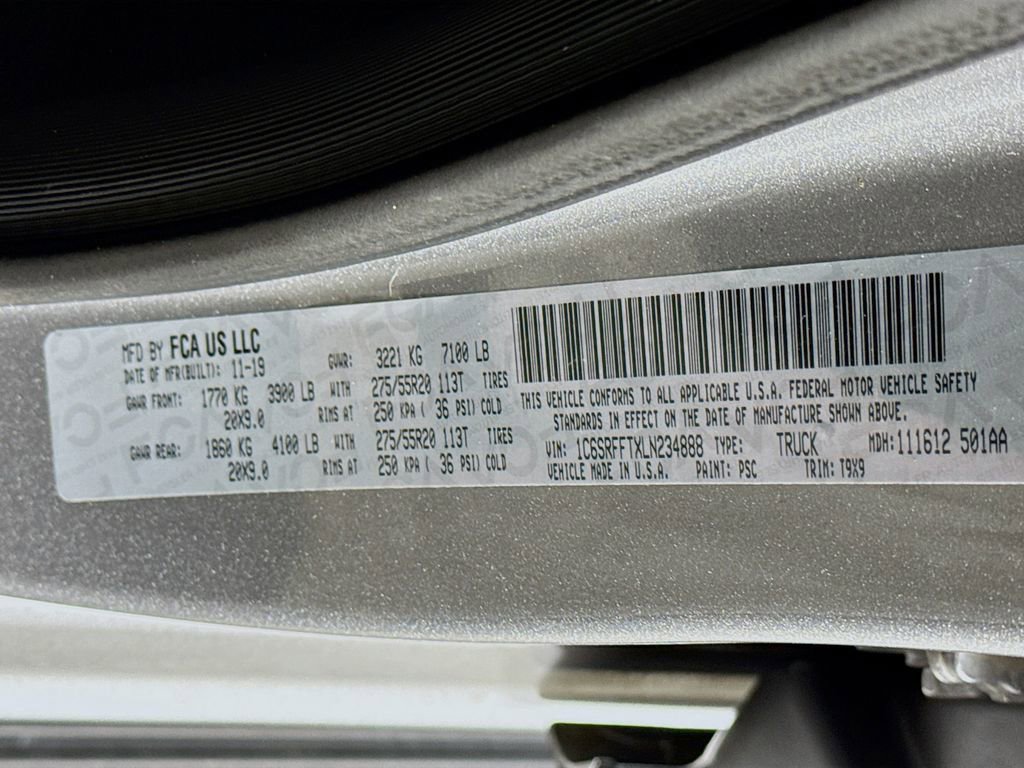 MFD BY FCA US LLC
DATE OF MFR(BUILT): 11-19 GVWR: 3221 KG 7100 LB
GAWR FRONT: 1770 KG 3900 LB WITH 275/55R20 113T TIRES
20X9.0 RIMS AT 250 KPA ( 36 PSI) COLD
GAWR REAR: 1860 KG 4100 LB WITH 275/55R20 113T TIRES
20X9.0 RIMS AT 250 KPA ( 36 PSI) COLD
THIS VEHICLE CONFORMS TO ALL APPLICABLE U.S.A. FEDERAL MOTOR VEHICLE SAFETY
STANDARDS IN EFFECT ON THE DATE OF MANUFACTURE SHOWN ABOVE.
VIN: 1C6SRFFTXLN234888 TYPE: TRUCK MDH: 111612 501AA
VEHICLE MADE IN U.S.A. PAINT: PSC TRIM: T9X9